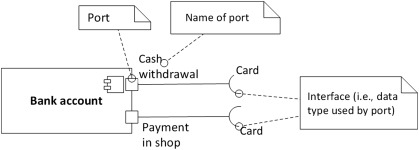 Port
Name of port
Cash
withdrawal
Card
Bank account
Interface (i.e., data
type used by port)
Payment
in shop
Card